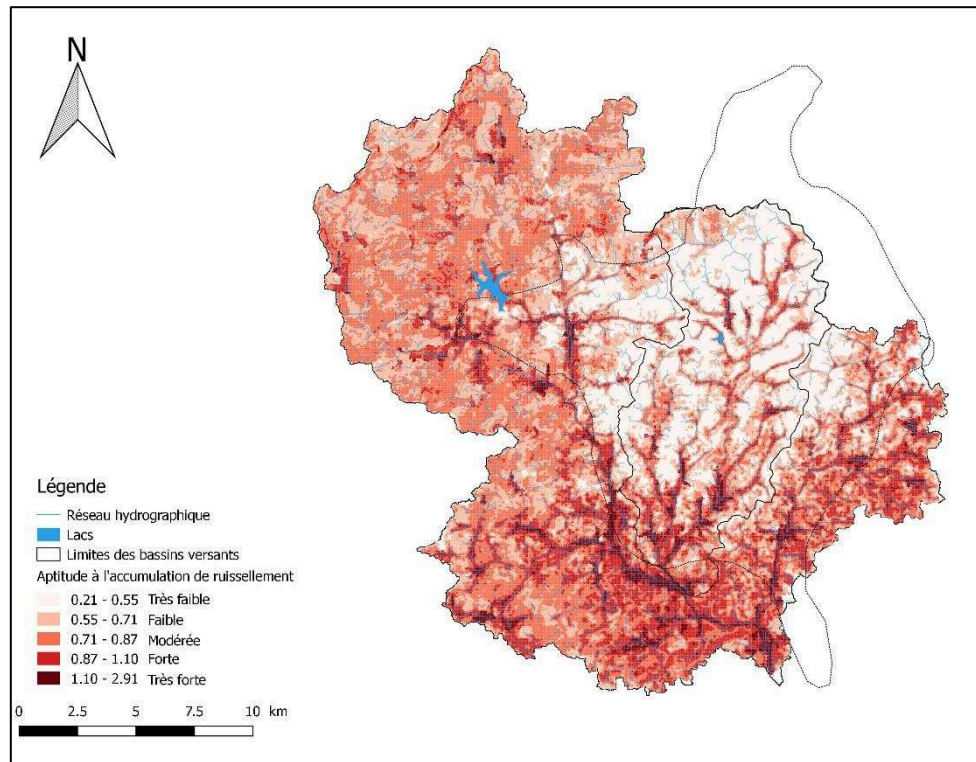 N
Légende
Réseau hydrographique
Lacs
Limites des bassins versants
Aptitude à l'accumulation de ruissellement
0.21 - 0.55 Très faible
0.55 - 0.71 Faible
0.71 - 0.87 Modérée
0.87 - 1.10 Forte
1.10 - 2.91 Très forte
0 2.5 5 7.5 10 km